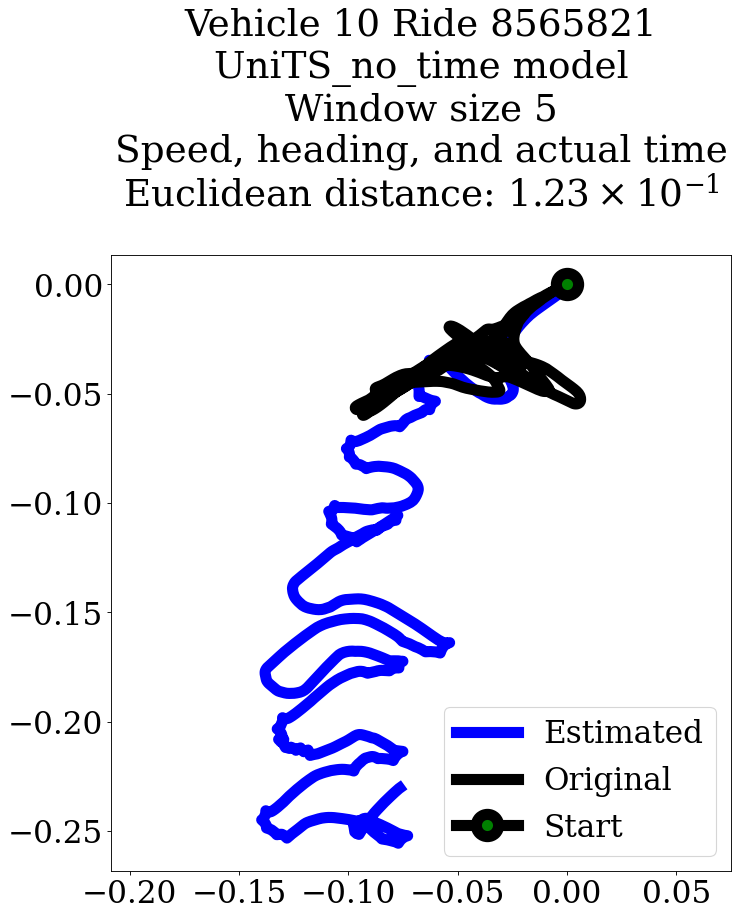 Vehicle 10 Ride 8565821
UniTS_no_time model
Window size 5
Speed, heading, and actual time
Euclidean distance: 1.23 × 10⁻¹
0.00
−0.05
−0.10
−0.15
−0.20
−0.25
Estimated
Original
Start
−0.20 −0.15 −0.10 −0.05 0.00 0.05